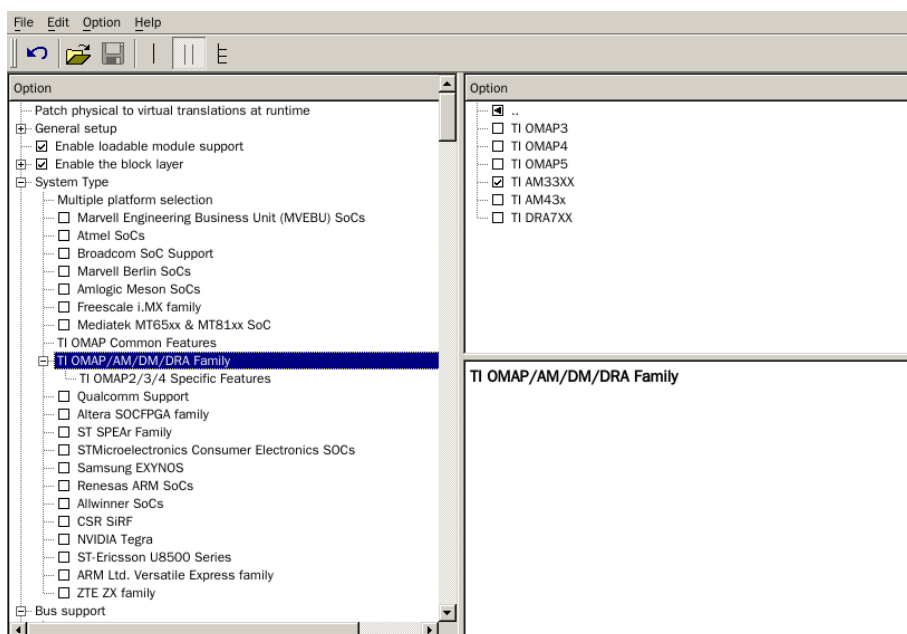 File Edit Option Help
Option
Patch physical to virtual translations at runtime
General setup
Enable loadable module support
Enable the block layer
System Type
Multiple platform selection
Marvell Engineering Business Unit (MVEBU) SoCs
Atmel SoCs
Broadcom SoC Support
Marvell Berlin SoCs
Amlogic Meson SoCs
Freescale i.MX family
Mediatek MT65xx & MT81xx SoC
TI OMAP Common Features
TI OMAP/AM/DM/DRA Family
TI OMAP2/3/4 Specific Features
Qualcomm Support
Altera SOCFPGA family
ST SPEAr Family
STMicroelectronics Consumer Electronics SOCs
Samsung EXYNOS
Renesas ARM SoCs
Allwinner SoCs
CSR SiRF
NVIDIA Tegra
ST-Ericsson U8500 Series
ARM Ltd. Versatile Express family
ZTE ZX family
Bus support
Option
..
TI OMAP3
TI OMAP4
TI OMAP5
TI AM33XX
TI AM43x
TI DRA7XX
TI OMAP/AM/DM/DRA Family